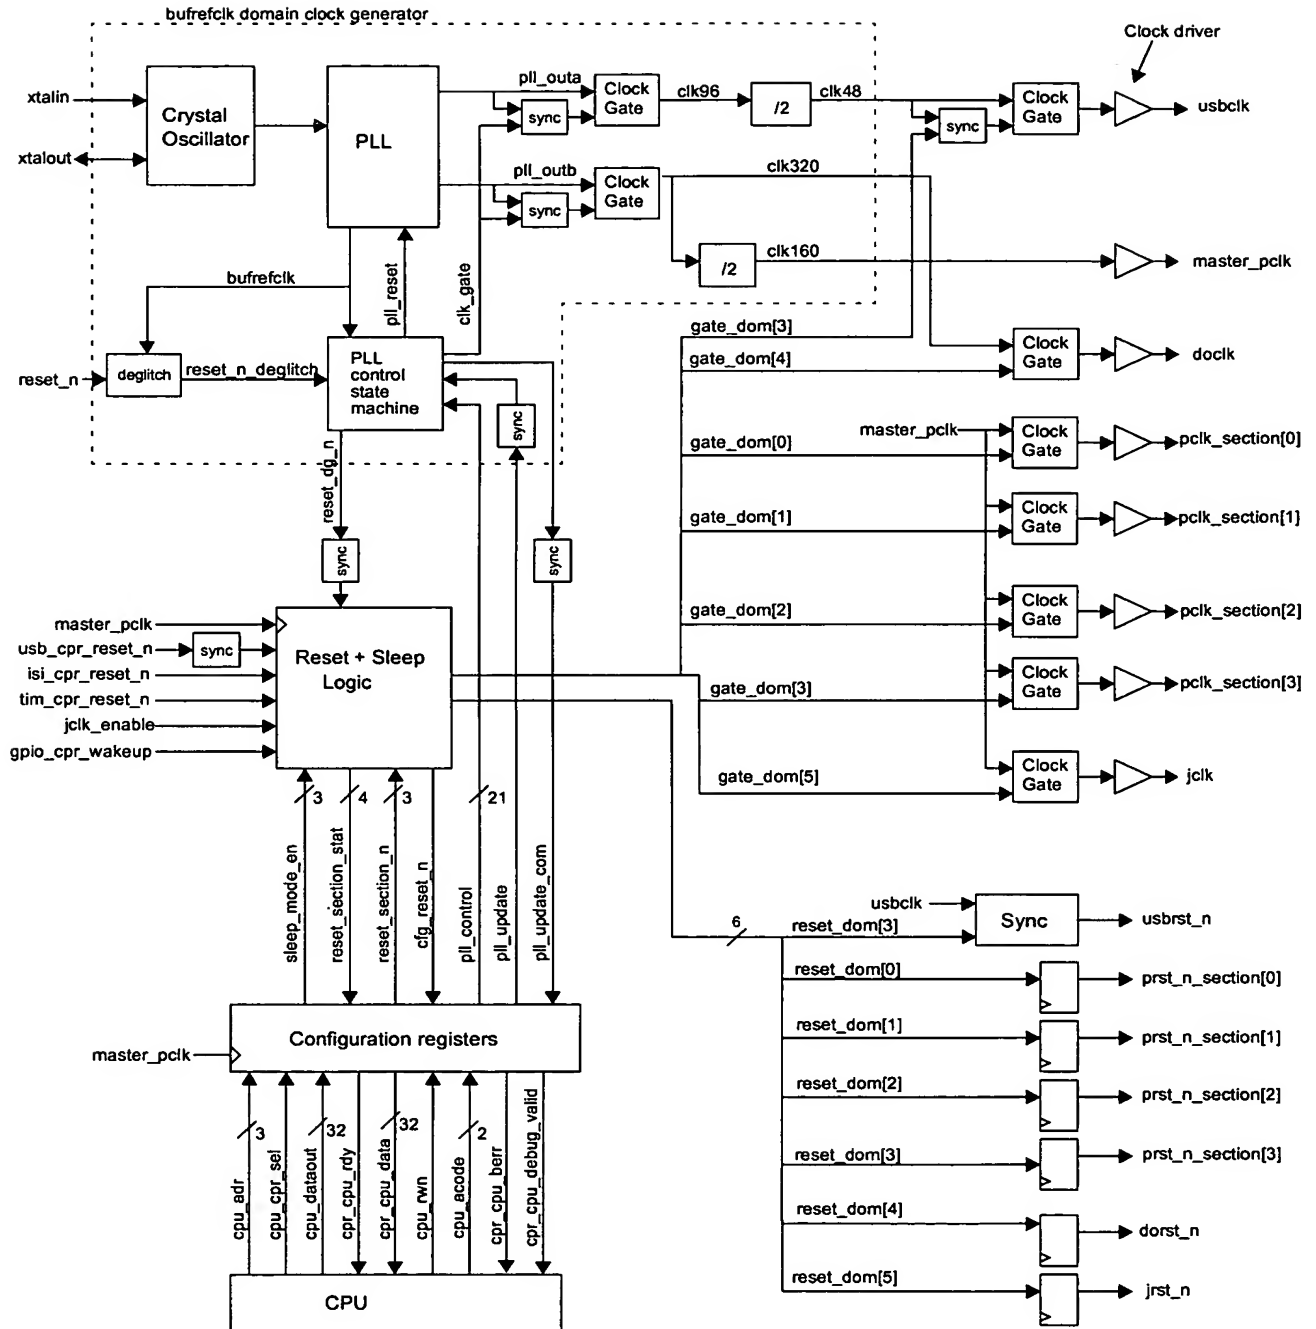 bufrefclk domain clock generator
Clock driver
xtalin
xtalout
Crystal
Oscillator
PLL
pll_outa
sync
Clock
Gate
clk96
/2
clk48
sync
Clock
Gate
usbclk
pll_outb
sync
Clock
Gate
clk320
/2
clk160
master_pclk
bufrefclk
pll_reset
clk_gate
reset_n
deglitch
reset_n_deglitch
PLL
control
state
machine
sync
gate_dom[3]
gate_dom[4]
Clock
Gate
doclk
master_pclk
gate_dom[0]
Clock
Gate
pclk_section[0]
gate_dom[1]
Clock
Gate
pclk_section[1]
reset_dg_n
sync
sync
gate_dom[2]
Clock
Gate
pclk_section[2]
master_pclk
usb_cpr_reset_n
sync
isi_cpr_reset_n
tim_cpr_reset_n
jclk_enable
gpio_cpr_wakeup
Reset + Sleep
Logic
gate_dom[3]
Clock
Gate
pclk_section[3]
gate_dom[5]
Clock
Gate
jclk
3
4
3
21
sleep_mode_en
reset_section_stat
reset_section_n
cfg_reset_n
pll_control
pll_update
pll_update_com
6
usbclk
reset_dom[3]
Sync
usbrst_n
reset_dom[0]
prst_n_section[0]
reset_dom[1]
prst_n_section[1]
reset_dom[2]
prst_n_section[2]
reset_dom[3]
prst_n_section[3]
reset_dom[4]
dorst_n
reset_dom[5]
jrst_n
Configuration registers
master_pclk
3
32
32
2
cpu_adr
cpu_cpr_sel
cpu_dataout
cpr_cpu_rdy
cpr_cpu_data
cpu_rwn
cpu_acode
cpr_cpu_berr
cpr_cpu_debug_valid
CPU